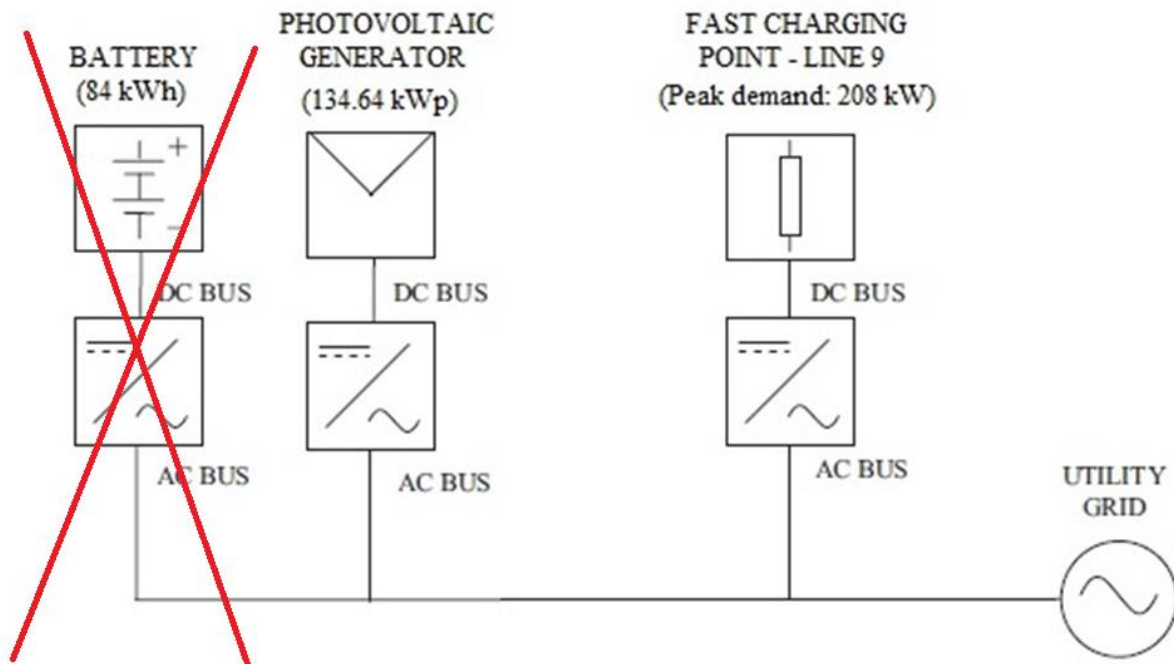 BATTERY
(84 kWh)
PHOTOVOLTAIC
GENERATOR
(134.64 kWp)
FAST CHARGING
POINT - LINE 9
(Peak demand: 208 kW)
DC BUS
DC BUS
DC BUS
AC BUS
AC BUS
AC BUS
UTILITY
GRID